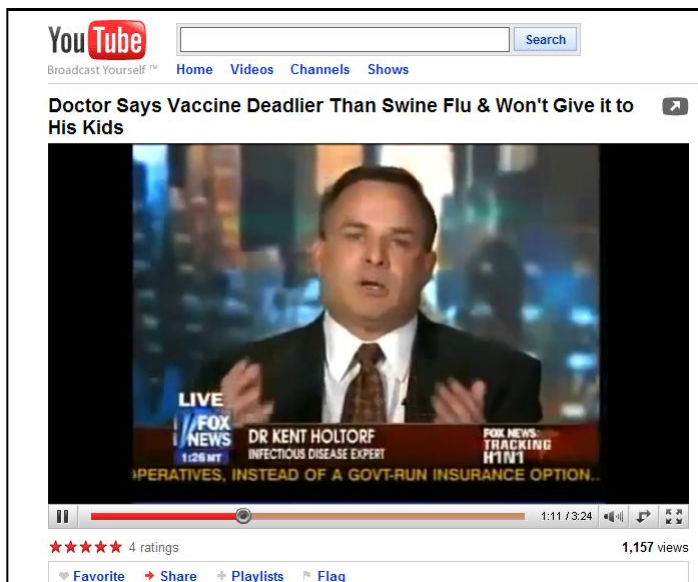 You Tube
Search
Broadcast Yourself ™
Home Videos Channels Shows
Doctor Says Vaccine Deadlier Than Swine Flu & Won't Give it to
His Kids
LIVE
FOX
NEWS
1:26 MT
DR KENT HOLTORF
INFECTIOUS DISEASE EXPERT
FOX NEWS
TRACKING
H1N1
OPERATIVES, INSTEAD OF A GOVT-RUN INSURANCE OPTION..
1:11 / 3:24
4 ratings
1,157 views
Favorite Share Playlists Flag